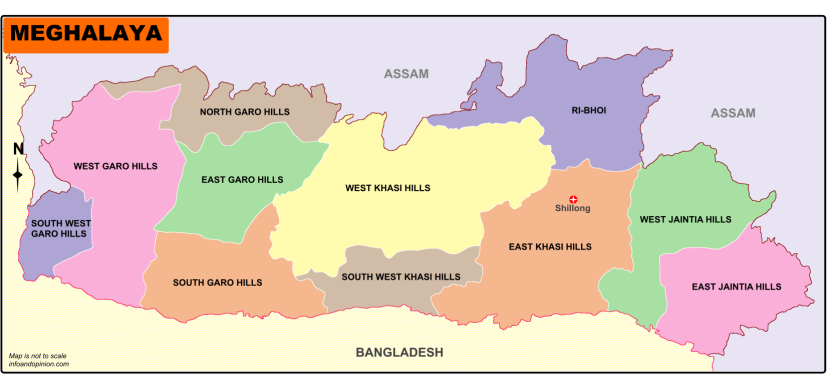 MEGHALAYA
ASSAM
NORTH GARO HILLS
RI-BHOI
ASSAM
N
WEST GARO HILLS
EAST GARO HILLS
WEST KHASI HILLS
Shillong
SOUTH WEST
GARO HILLS
WEST JAINTIA HILLS
EAST KHASI HILLS
SOUTH GARO HILLS
SOUTH WEST KHASI HILLS
EAST JAINTIA HILLS
BANGLADESH
Map is not to scale
infoandopinion.com